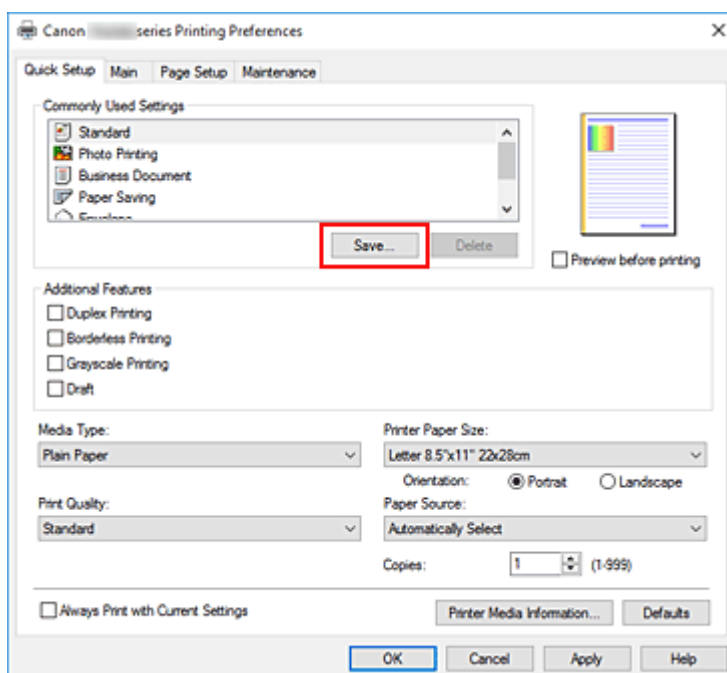 Canon series Printing Preferences
Quick Setup Main Page Setup Maintenance
Commonly Used Settings
Standard
Photo Printing
Business Document
Paper Saving
Envelope
Save... Delete
Preview before printing
Additional Features
Duplex Printing
Borderless Printing
Grayscale Printing
Draft
Media Type:
Plain Paper
Printer Paper Size:
Letter 8.5"x11" 22x28cm
Orientation: Portrait Landscape
Print Quality:
Standard
Paper Source:
Automatically Select
Copies: 1 (1-999)
Always Print with Current Settings Printer Media Information... Defaults
OK Cancel Apply Help